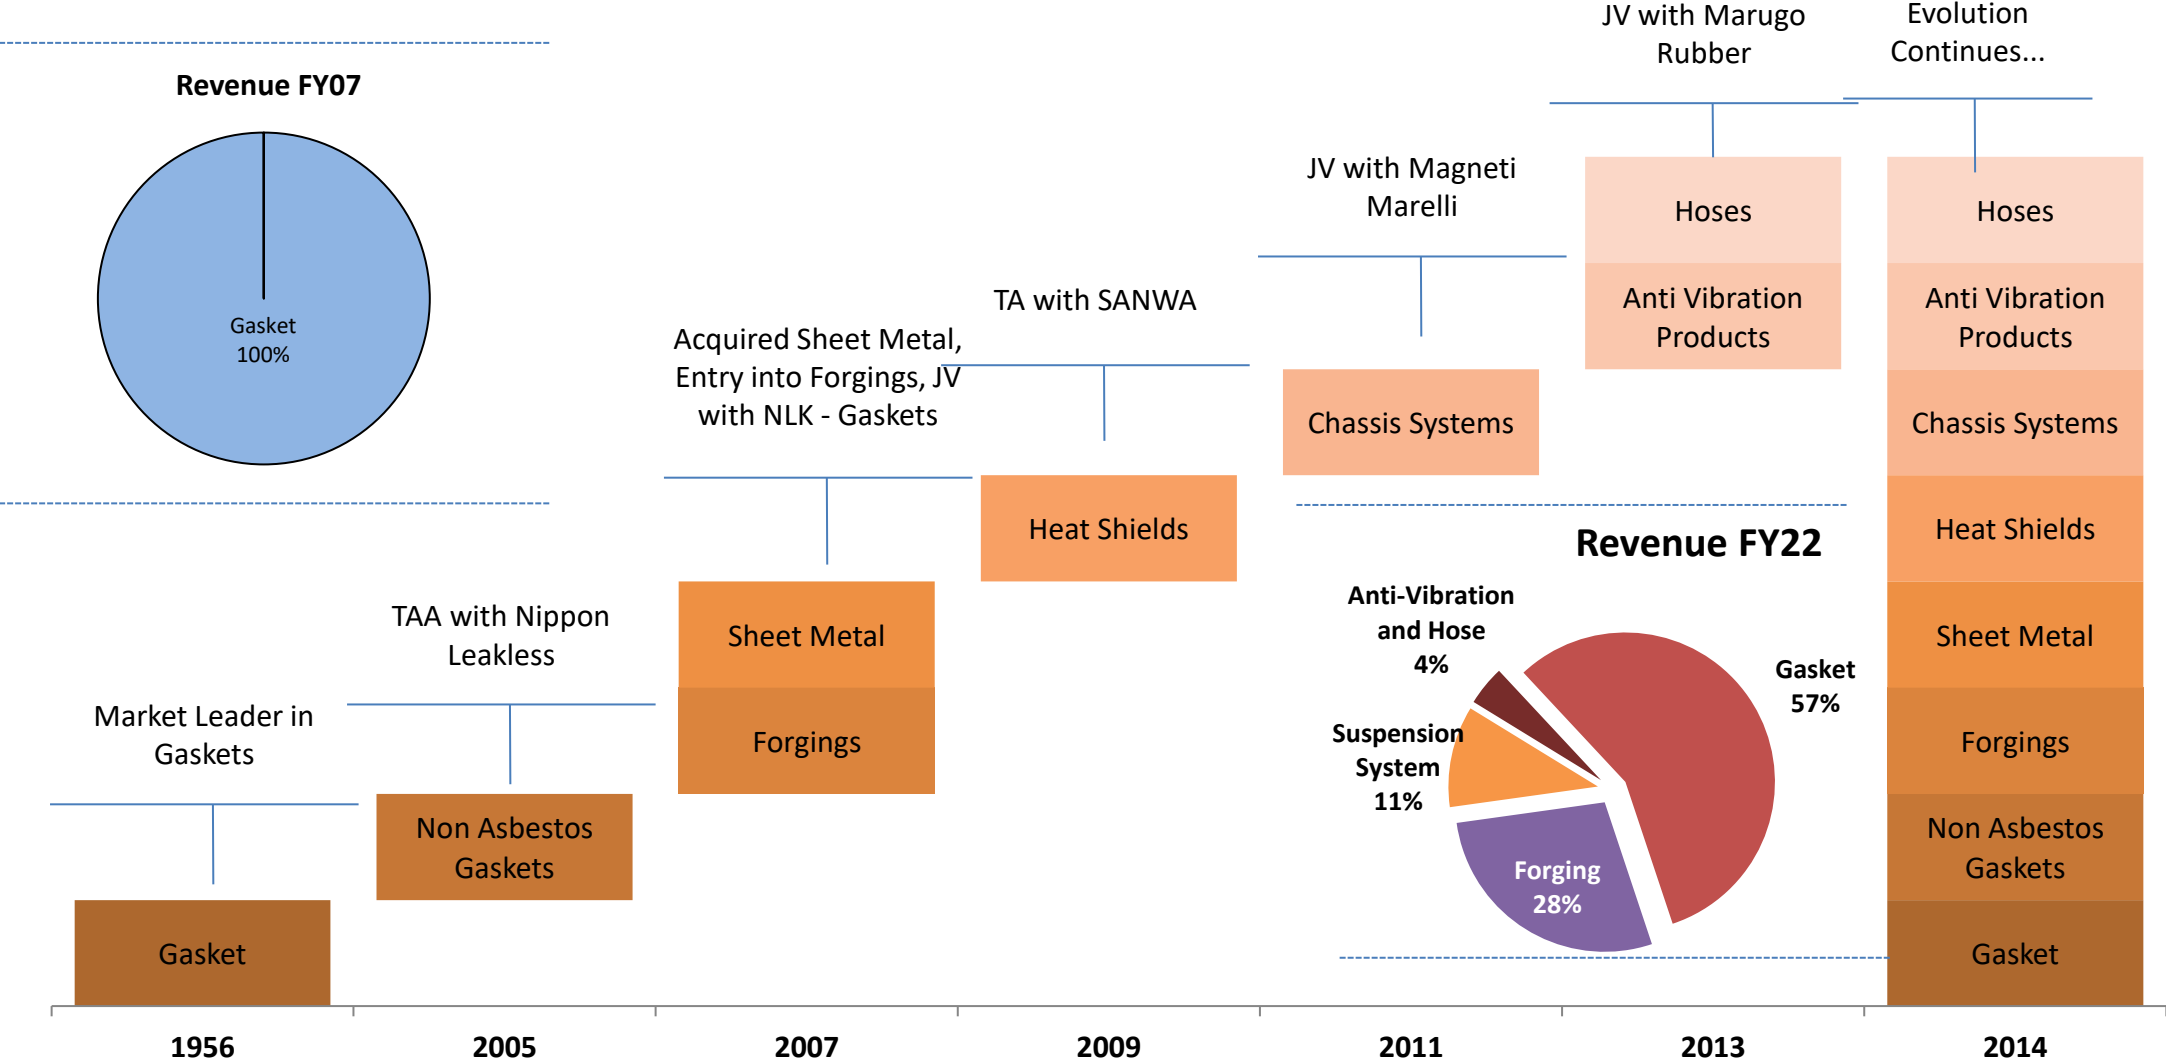 JV with Marugo
Rubber
Evolution
Continues...
Revenue FY07
Gasket
100%
JV with Magneti
Marelli
Hoses
Hoses
TA with SANWA
Anti Vibration
Products
Anti Vibration
Products
Acquired Sheet Metal,
Entry into Forgings, JV
with NLK - Gaskets
Chassis Systems
Chassis Systems
Heat Shields
Heat Shields
Revenue FY22
Anti-Vibration
and Hose
4%
Gasket
57%
Suspension
System
11%
Forging
28%
TAA with Nippon
Leakless
Sheet Metal
Sheet Metal
Market Leader in
Gaskets
Forgings
Forgings
Non Asbestos
Gaskets
Non Asbestos
Gaskets
Gasket
Gasket
1956
2005
2007
2009
2011
2013
2014